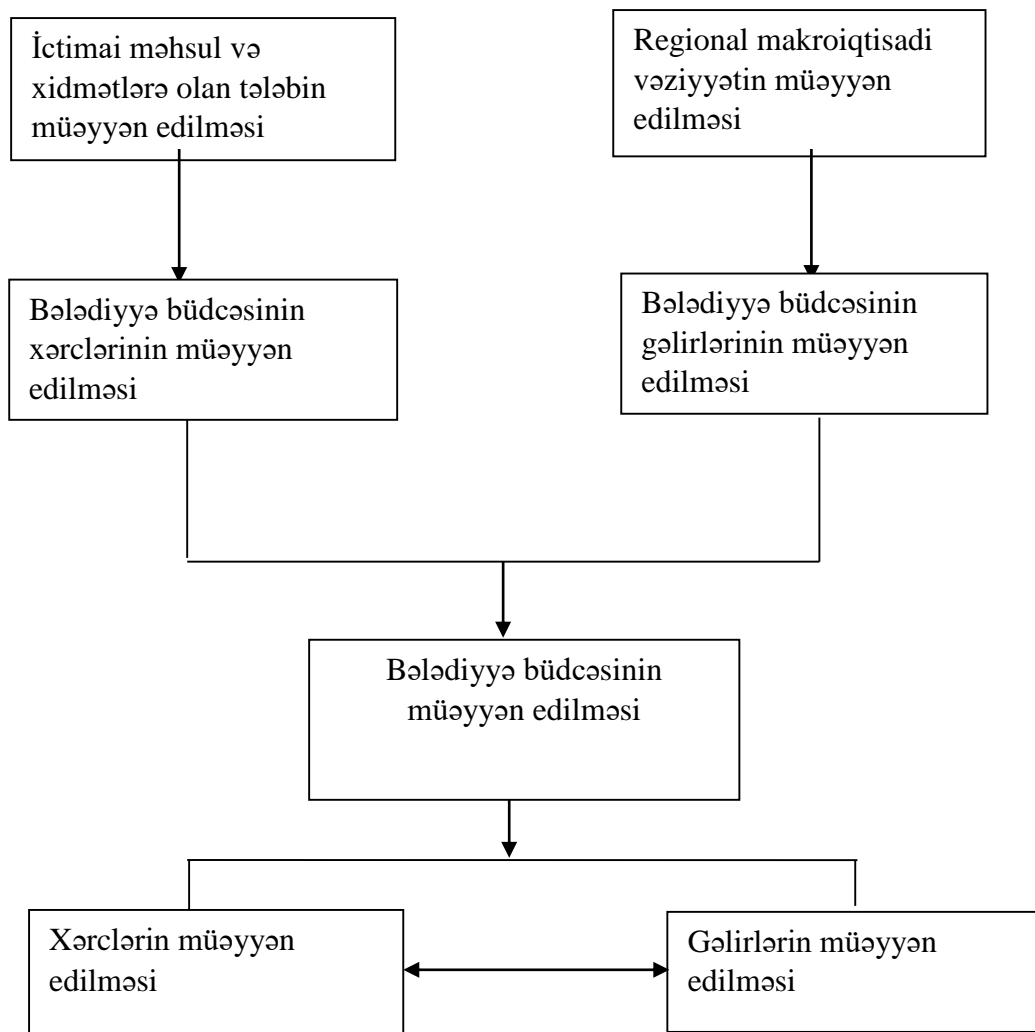 İctimai məhsul və
xidmətlərə olan tələbin
müəyyən edilməsi
Regional makroiqtisadi
vəziyyətin müəyyən
edilməsi
Bələdiyyə büdcəsinin
xərclərinin müəyyən
edilməsi
Bələdiyyə büdcəsinin
gəlirlərinin müəyyən
edilməsi
Bələdiyyə büdcəsinin
müəyyən edilməsi
Xərclərin müəyyən
edilməsi
Gəlirlərin müəyyən
edilməsi